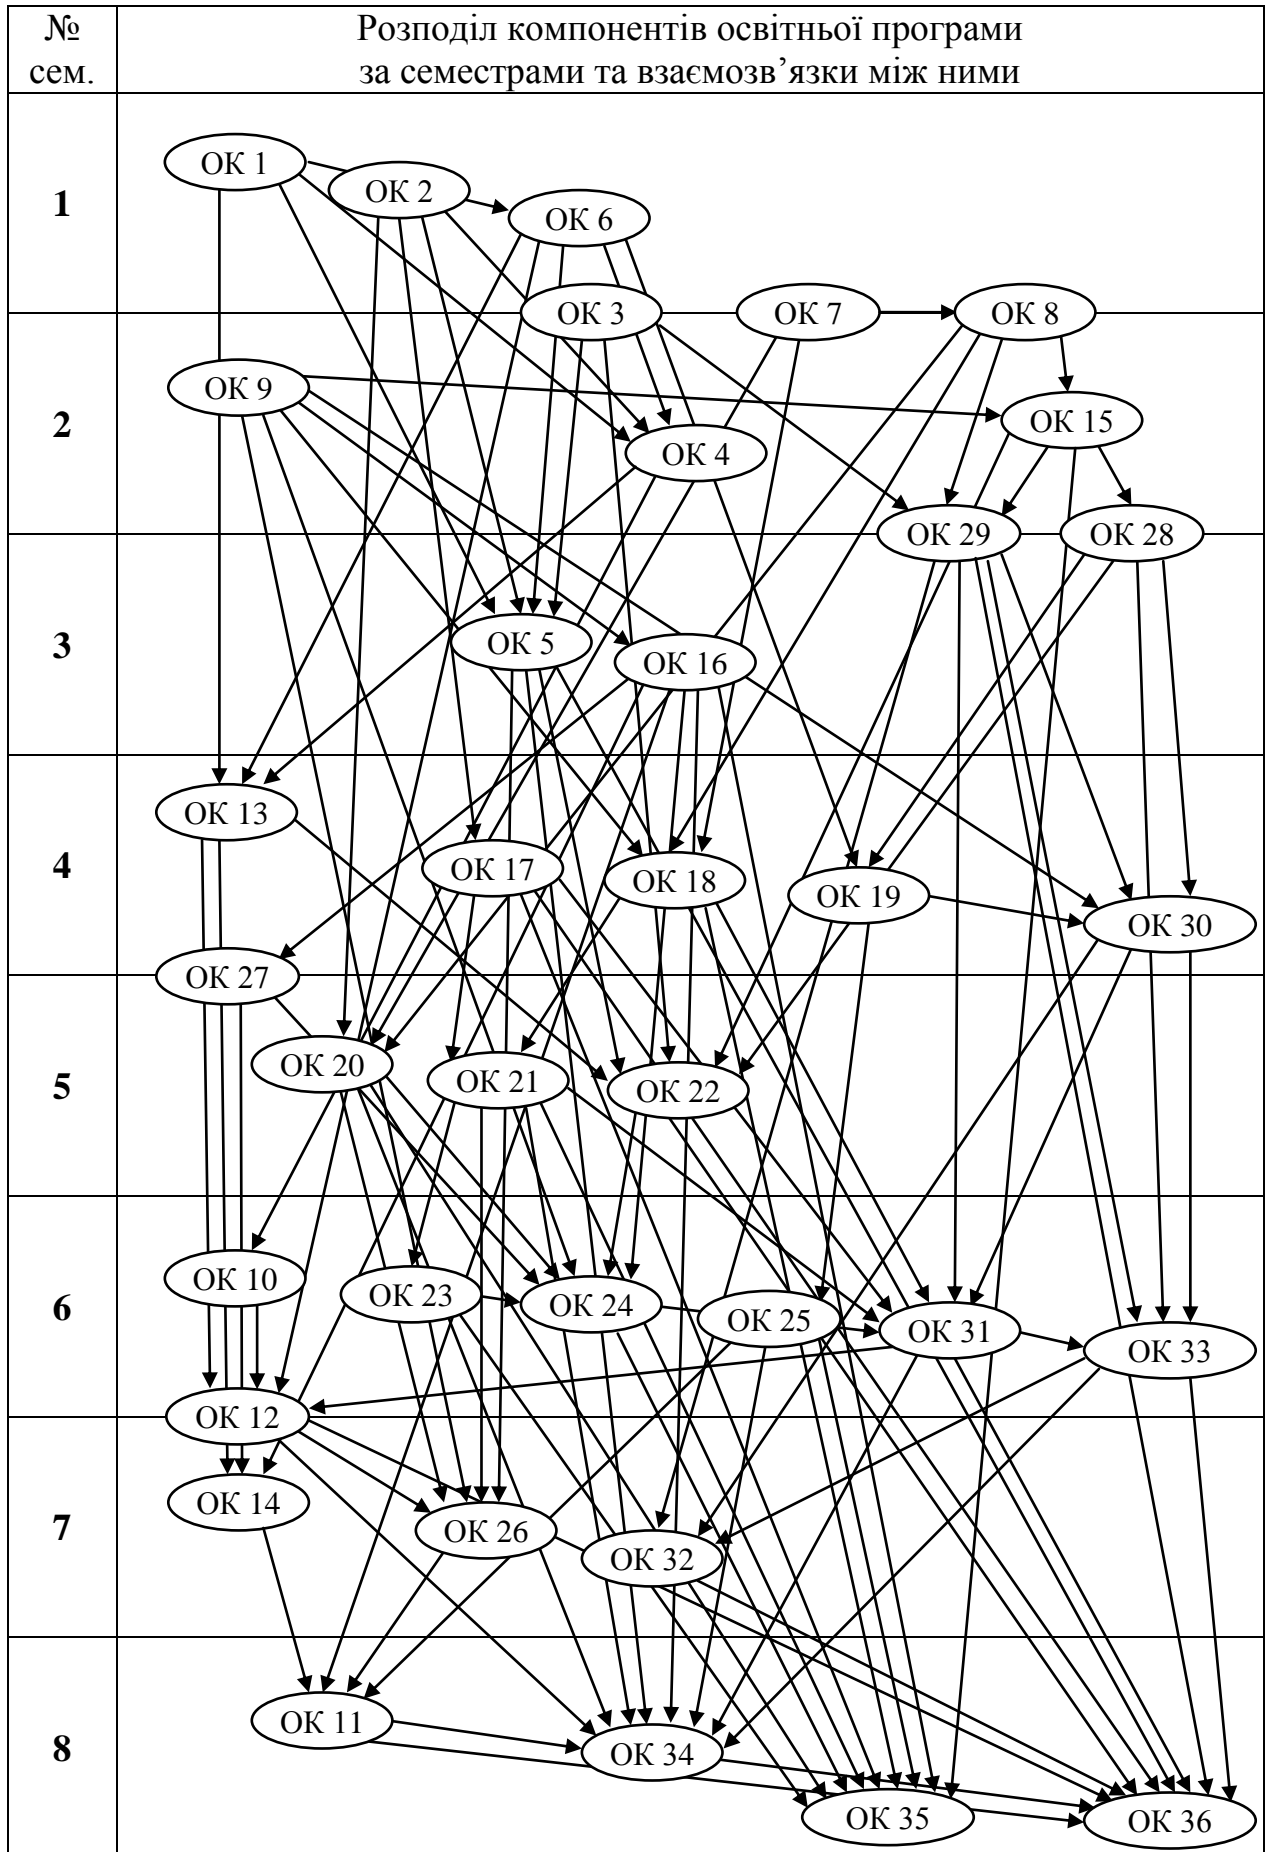 №
сем.
Розподіл компонентів освітньої програми
за семестрами та взаємозв’язки між ними
1
ОК 1
ОК 2
ОК 6
ОК 3
ОК 7
ОК 8
2
ОК 9
ОК 15
ОК 4
ОК 29
ОК 28
3
ОК 5
ОК 16
4
ОК 13
ОК 17
ОК 18
ОК 19
ОК 30
ОК 27
5
ОК 20
ОК 21
ОК 22
6
ОК 10
ОК 23
ОК 24
ОК 25
ОК 31
ОК 33
ОК 12
7
ОК 14
ОК 26
ОК 32
8
ОК 11
ОК 34
ОК 35
ОК 36